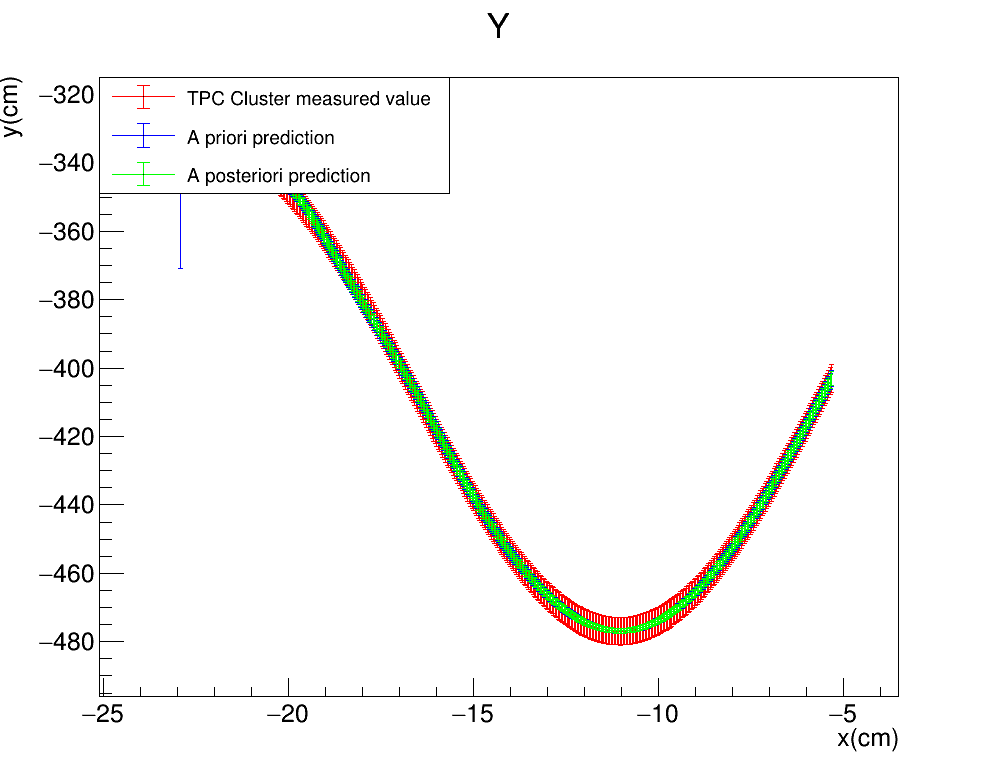 Y
y(cm)
−320
−340
−360
−380
−400
−420
−440
−460
−480
TPC Cluster measured value
A priori prediction
A posteriori prediction
−25 −20 −15 −10 −5
x(cm)